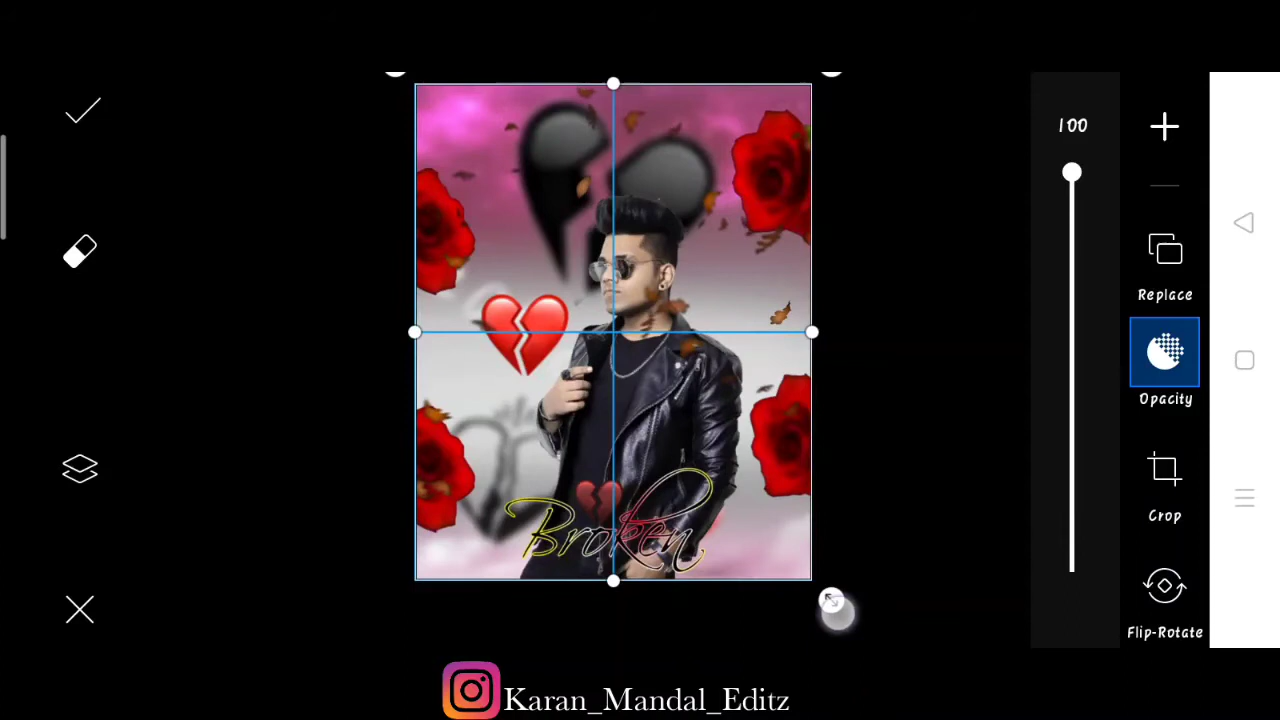 100
Replace
Opacity
Crop
Flip-Rotate
Broken
Karan_Mandal_Editz